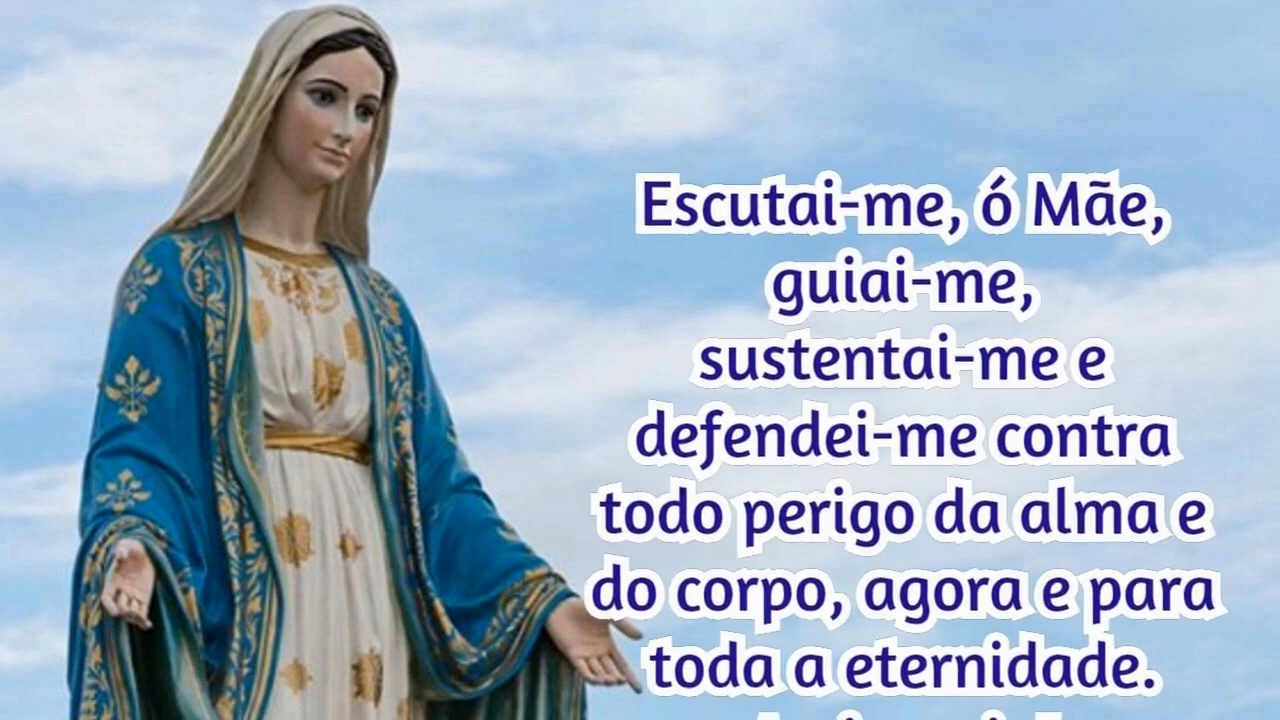 Escutai-me, ó Mãe,
guiai-me,
sustentai-me e
defendei-me contra
todo perigo da alma e
do corpo, agora e para
toda a eternidade.